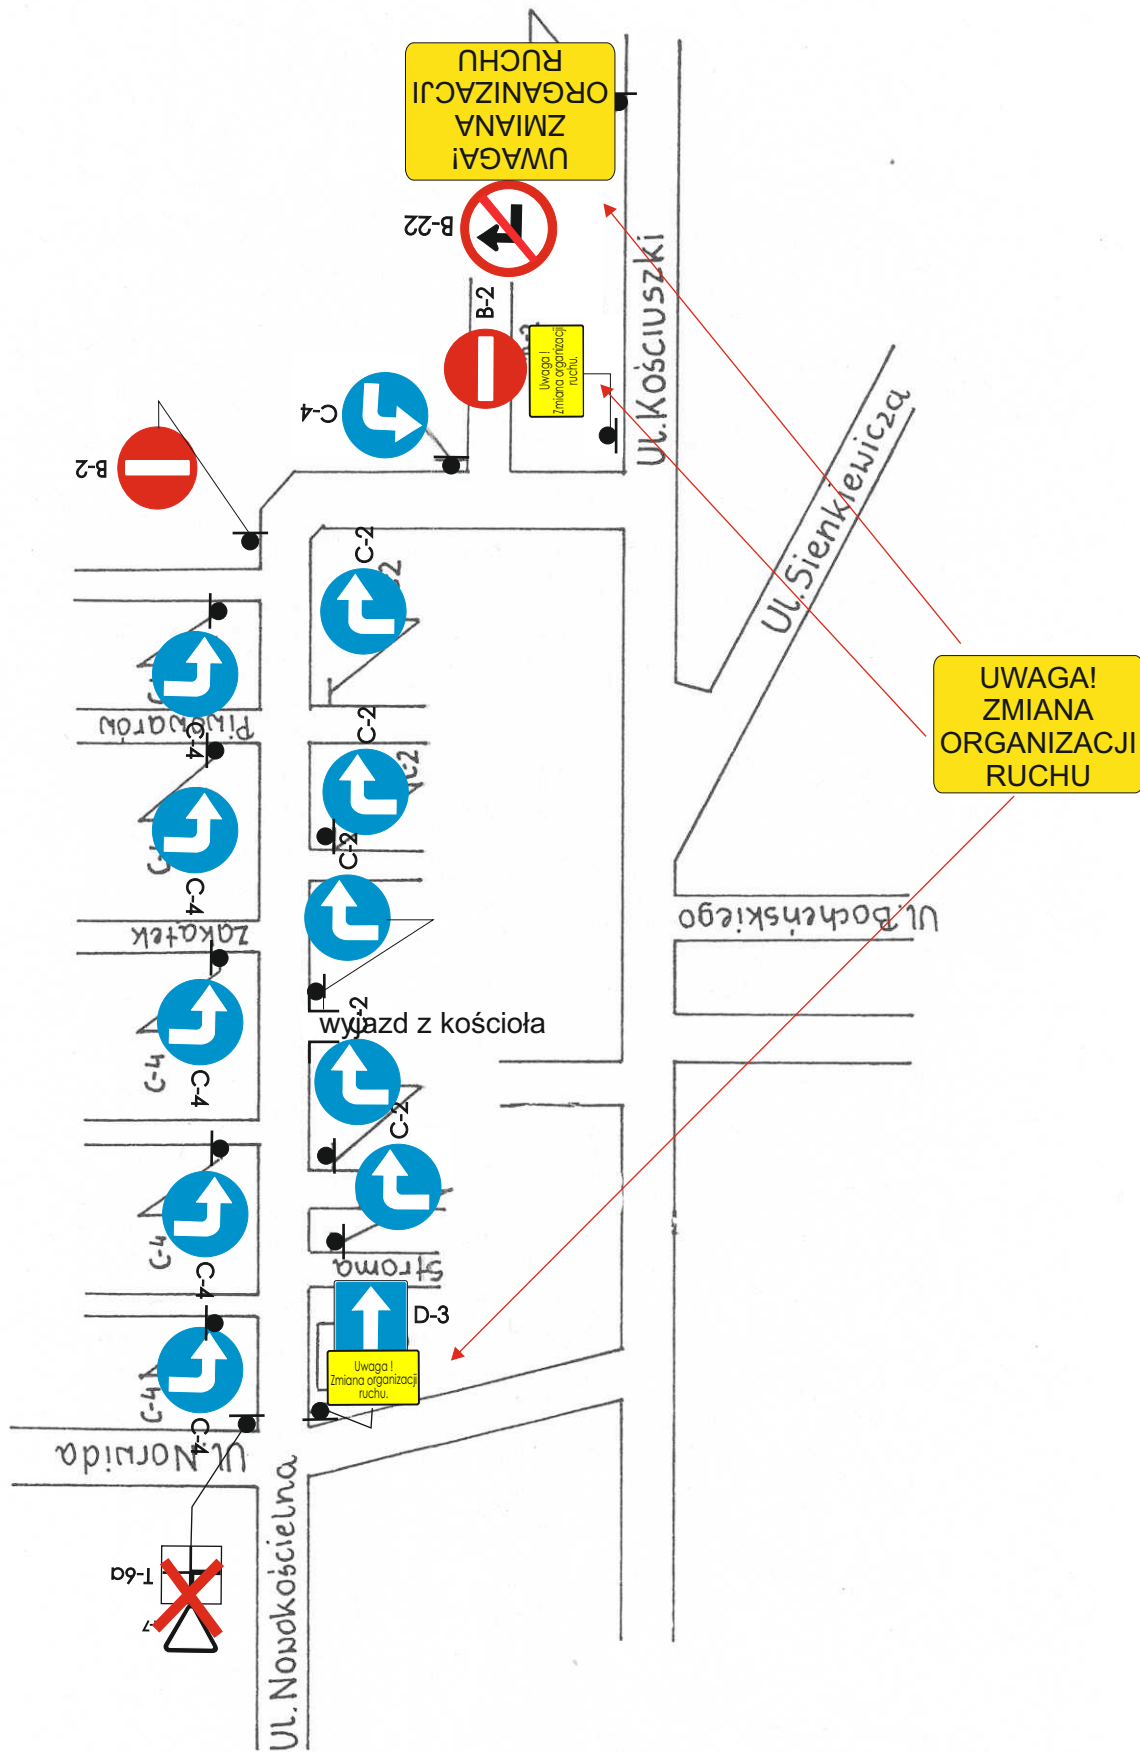 UWAGA!
ZMIANA
ORGANIZACJI
RUCHU
B-22
B-2
Uwaga !
Zmiana organizacji
ruchu.
C-4
B-2
Ul.Kościuszki
Ul.Sienkiewicza
C-2
C-2
C-2
C-2
C-2
Piwowarów
C-4
C-4
Zakątek
C-4
C-4
C-4
C-4
C-4
C-4
UWAGA!
ZMIANA
ORGANIZACJI
RUCHU
Ul.Bocheńskiego
wyjazd z kościoła
Stroma
D-3
Uwaga !
Zmiana organizacji
ruchu.
Ul.Norwida
T-6a
Ul.Nowokościelna